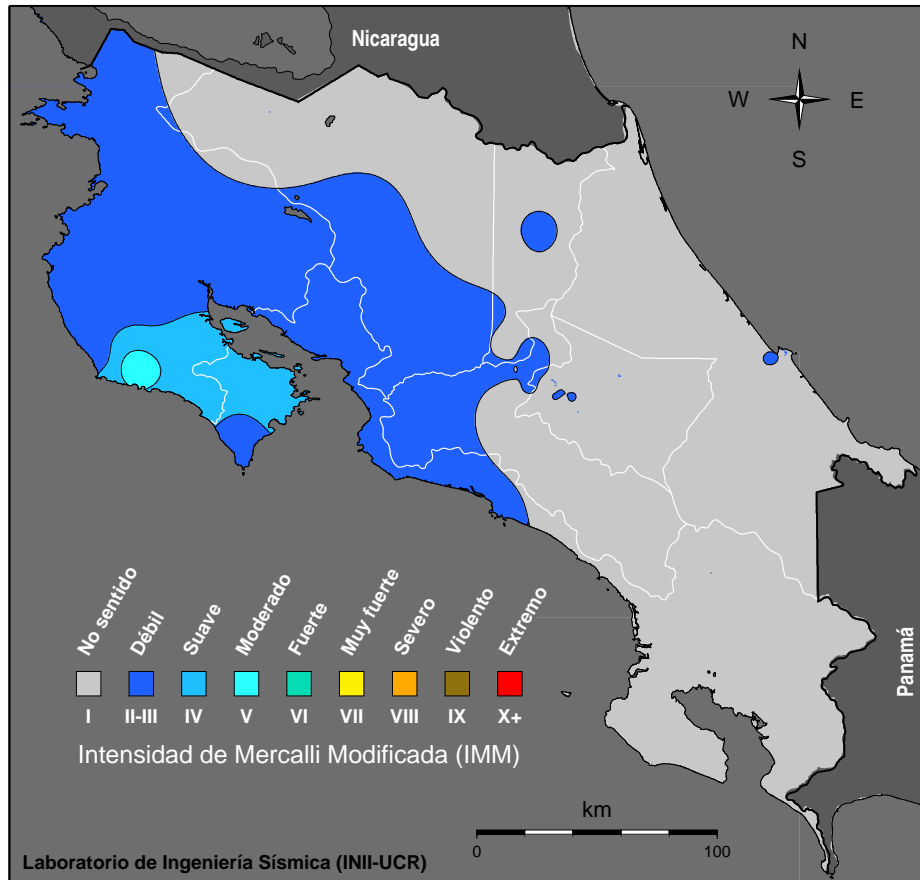 Nicaragua
N
W E
S
Panamá
No sentido Débil Suave Moderado Fuerte Muy fuerte Severo Violento Extremo
I II-III IV V VI VII VIII IX X+
Intensidad de Mercalli Modificada (IMM)
km
0 100
Laboratorio de Ingeniería Sísmica (INII-UCR)